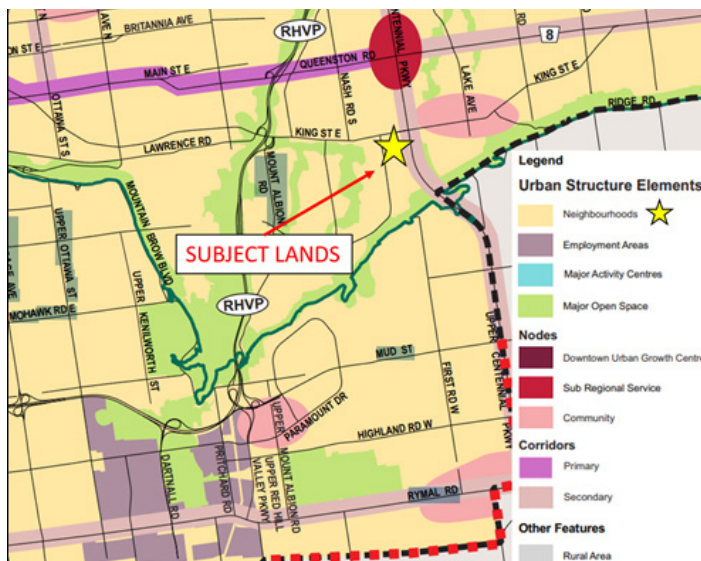 BRITANNIA AVE
AVE N
RHVP
MAIN ST E
QUEENSTON RD
CENTENNIAL PKWY
8
OTTAWA ST S
NASH RD S
LAKE AVE
KING ST E
RIDGE RD
LAWRENCE RD
KING ST E
MOUNT ALBION RD
MOUNTAIN BROW BLVD
SUBJECT LANDS
UPPER OTTAWA ST
MOHAWK RD E
UPPER KENILWORTH ST
RHVP
MUD ST
FIRST RD W
UPPER CENTENNIAL PKWY
PARAMOUNT DR
HIGHLAND RD W
DARTNALL RD
PRITCHARD RD
UPPER RED HILL VALLEY PKWY
UPPER MOUNT ALBION RD
RYMAL RD
Legend
Urban Structure Elements
Neighbourhoods
Employment Areas
Major Activity Centres
Major Open Space
Nodes
Downtown Urban Growth Centre
Sub Regional Service
Community
Corridors
Primary
Secondary
Other Features
Rural Area